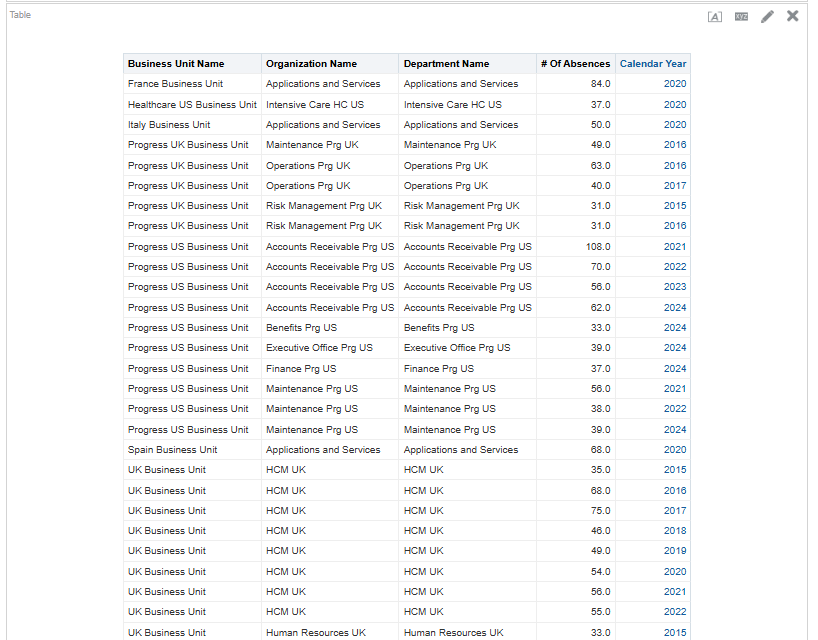 Table
Business Unit Name Organization Name Department Name # Of Absences Calendar Year
France Business Unit Applications and Services Applications and Services 84.0 2020
Healthcare US Business Unit Intensive Care HC US Intensive Care HC US 37.0 2020
Italy Business Unit Applications and Services Applications and Services 50.0 2020
Progress UK Business Unit Maintenance Prg UK Maintenance Prg UK 49.0 2016
Progress UK Business Unit Operations Prg UK Operations Prg UK 63.0 2016
Progress UK Business Unit Operations Prg UK Operations Prg UK 40.0 2017
Progress UK Business Unit Risk Management Prg UK Risk Management Prg UK 31.0 2015
Progress UK Business Unit Risk Management Prg UK Risk Management Prg UK 31.0 2016
Progress US Business Unit Accounts Receivable Prg US Accounts Receivable Prg US 108.0 2021
Progress US Business Unit Accounts Receivable Prg US Accounts Receivable Prg US 70.0 2022
Progress US Business Unit Accounts Receivable Prg US Accounts Receivable Prg US 56.0 2023
Progress US Business Unit Accounts Receivable Prg US Accounts Receivable Prg US 62.0 2024
Progress US Business Unit Benefits Prg US Benefits Prg US 33.0 2024
Progress US Business Unit Executive Office Prg US Executive Office Prg US 39.0 2024
Progress US Business Unit Finance Prg US Finance Prg US 37.0 2024
Progress US Business Unit Maintenance Prg US Maintenance Prg US 56.0 2021
Progress US Business Unit Maintenance Prg US Maintenance Prg US 38.0 2022
Progress US Business Unit Maintenance Prg US Maintenance Prg US 39.0 2024
Spain Business Unit Applications and Services Applications and Services 68.0 2020
UK Business Unit HCM UK HCM UK 35.0 2015
UK Business Unit HCM UK HCM UK 68.0 2016
UK Business Unit HCM UK HCM UK 75.0 2017
UK Business Unit HCM UK HCM UK 46.0 2018
UK Business Unit HCM UK HCM UK 49.0 2019
UK Business Unit HCM UK HCM UK 54.0 2020
UK Business Unit HCM UK HCM UK 56.0 2021
UK Business Unit HCM UK HCM UK 55.0 2022
UK Business Unit Human Resources UK Human Resources UK 33.0 2015